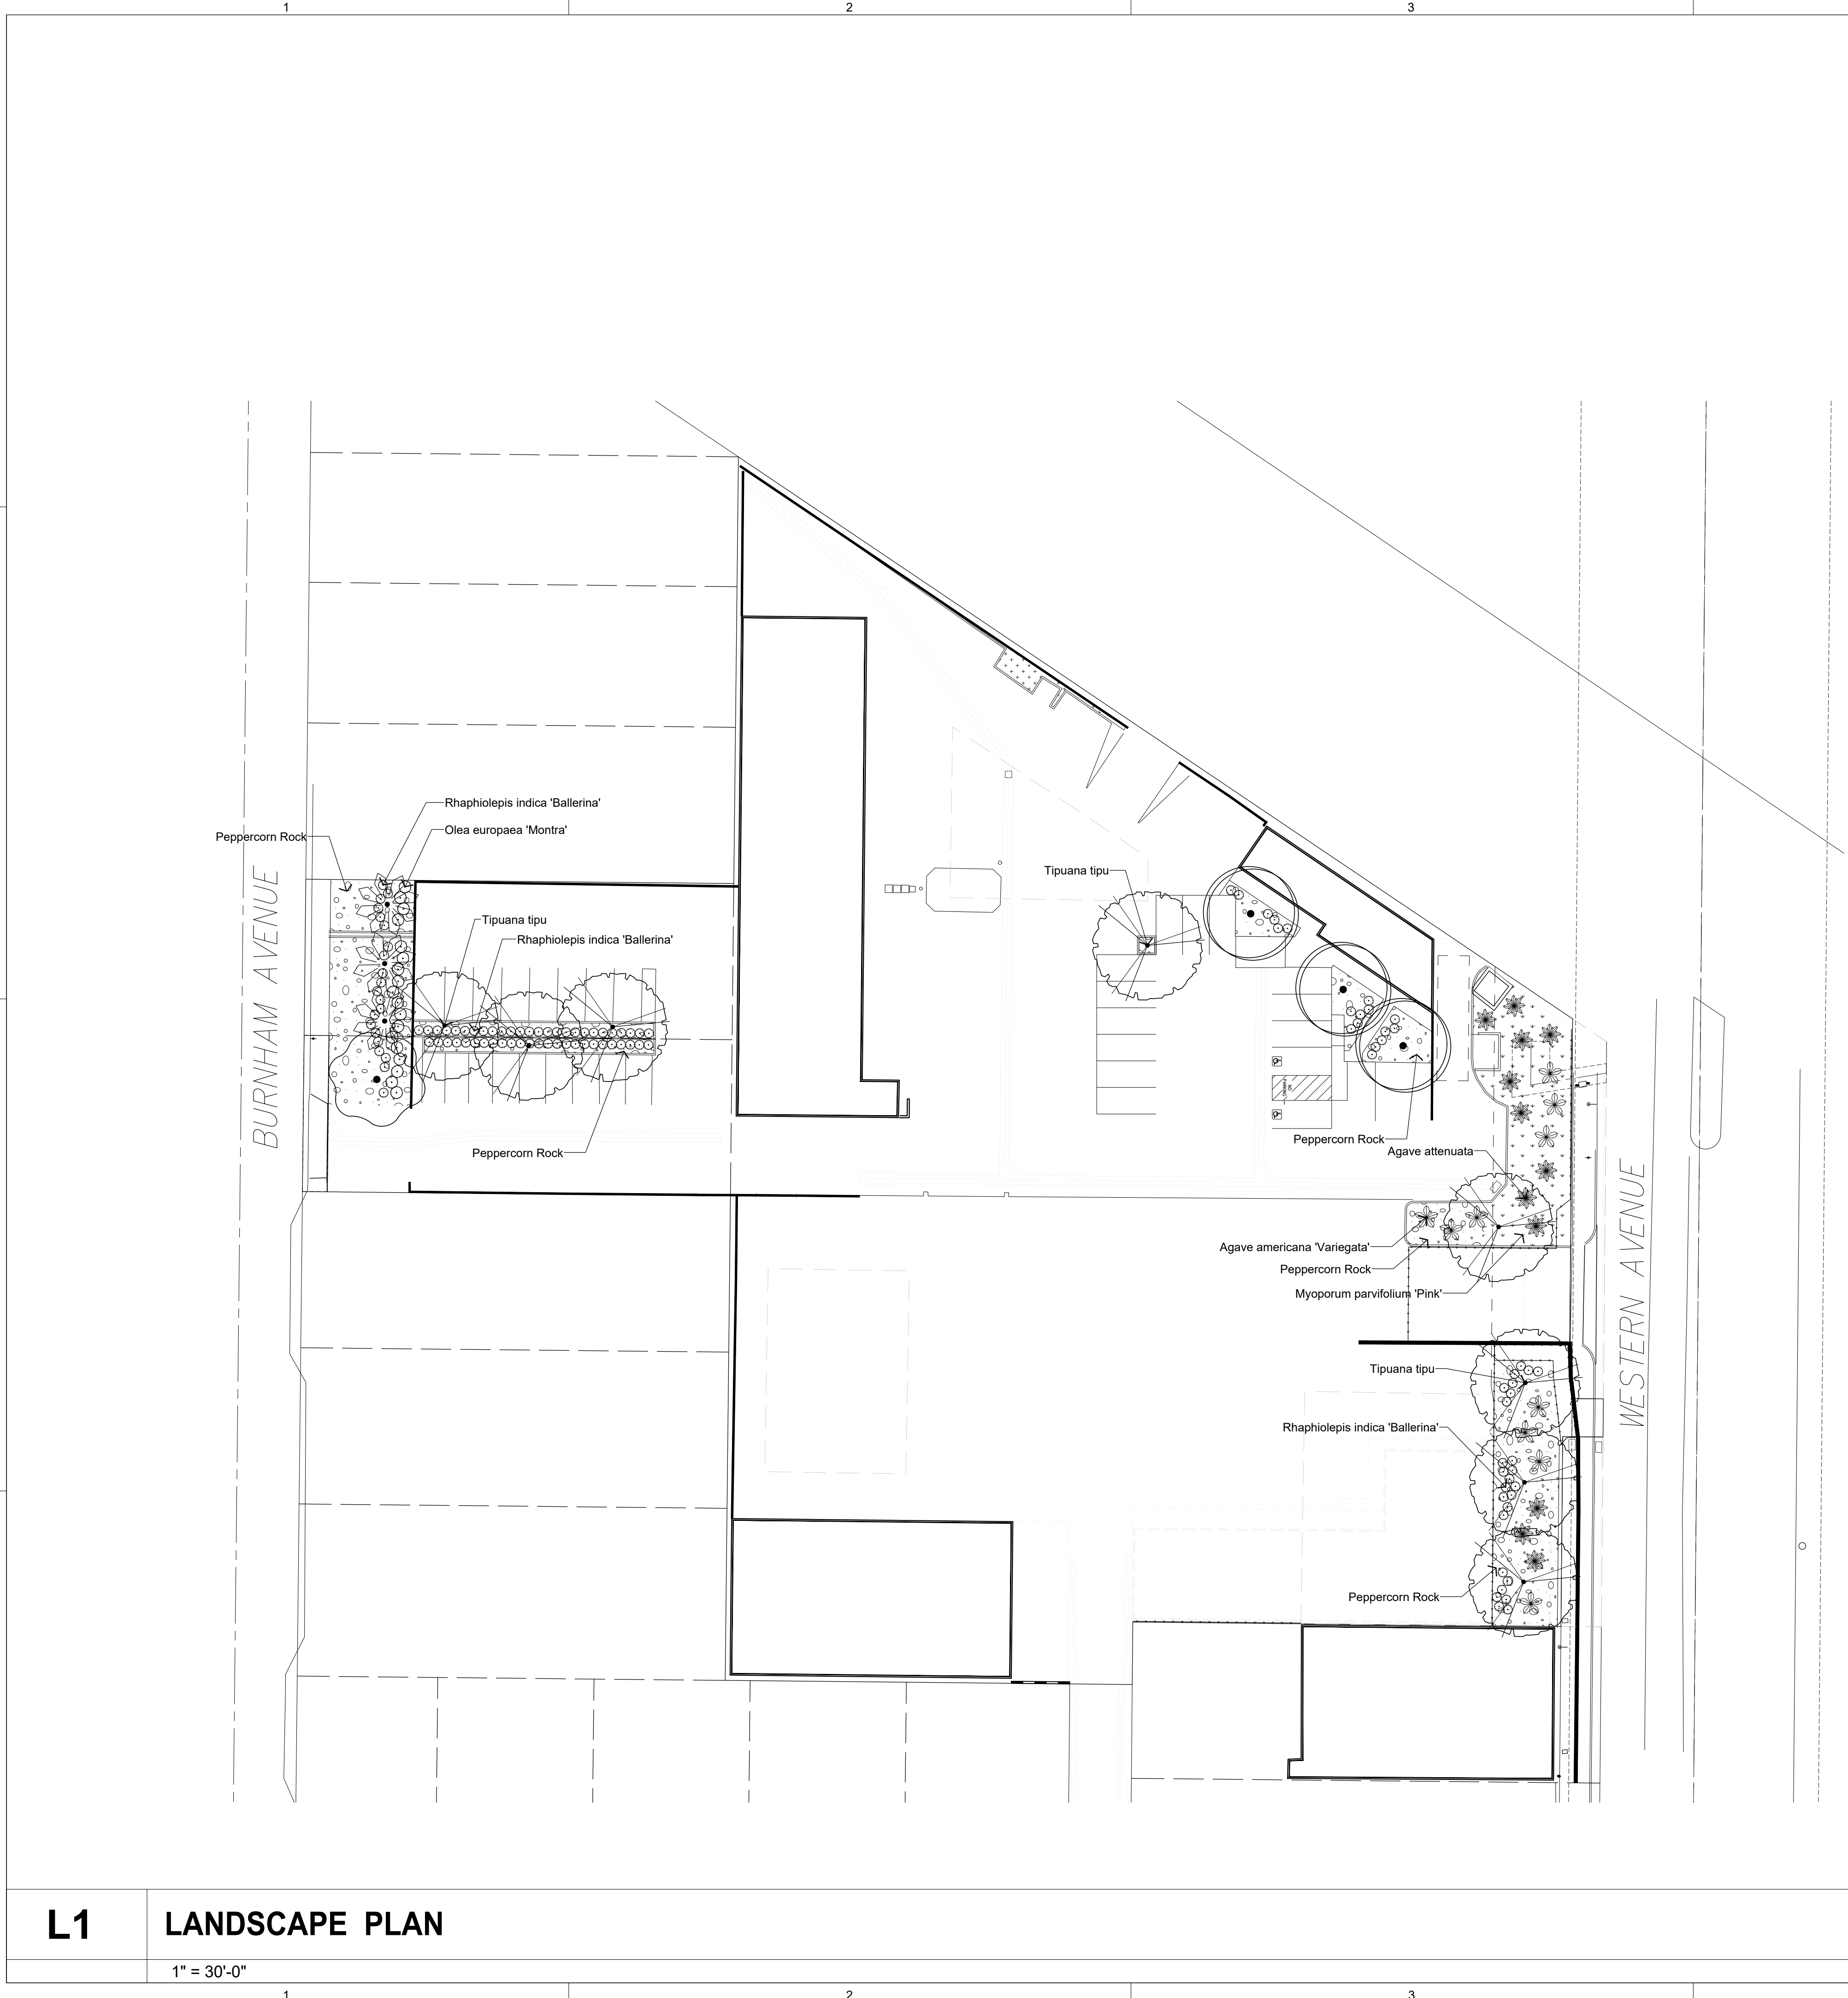 1 2 3
Rhaphiolepis indica 'Ballerina'
Olea europaea 'Montra'
Peppercorn Rock
Tipuana tipu
Tipuana tipu
Rhaphiolepis indica 'Ballerina'
BURNHAM AVENUE
NO
PARKING
Peppercorn Rock
Agave attenuata
Peppercorn Rock
WESTERN AVENUE
Agave americana 'Variegata'
Peppercorn Rock
Myoporum parvifolium 'Pink'
Tipuana tipu
Rhaphiolepis indica 'Ballerina'
Peppercorn Rock
L1 LANDSCAPE PLAN
1" = 30'-0"
1 2 3